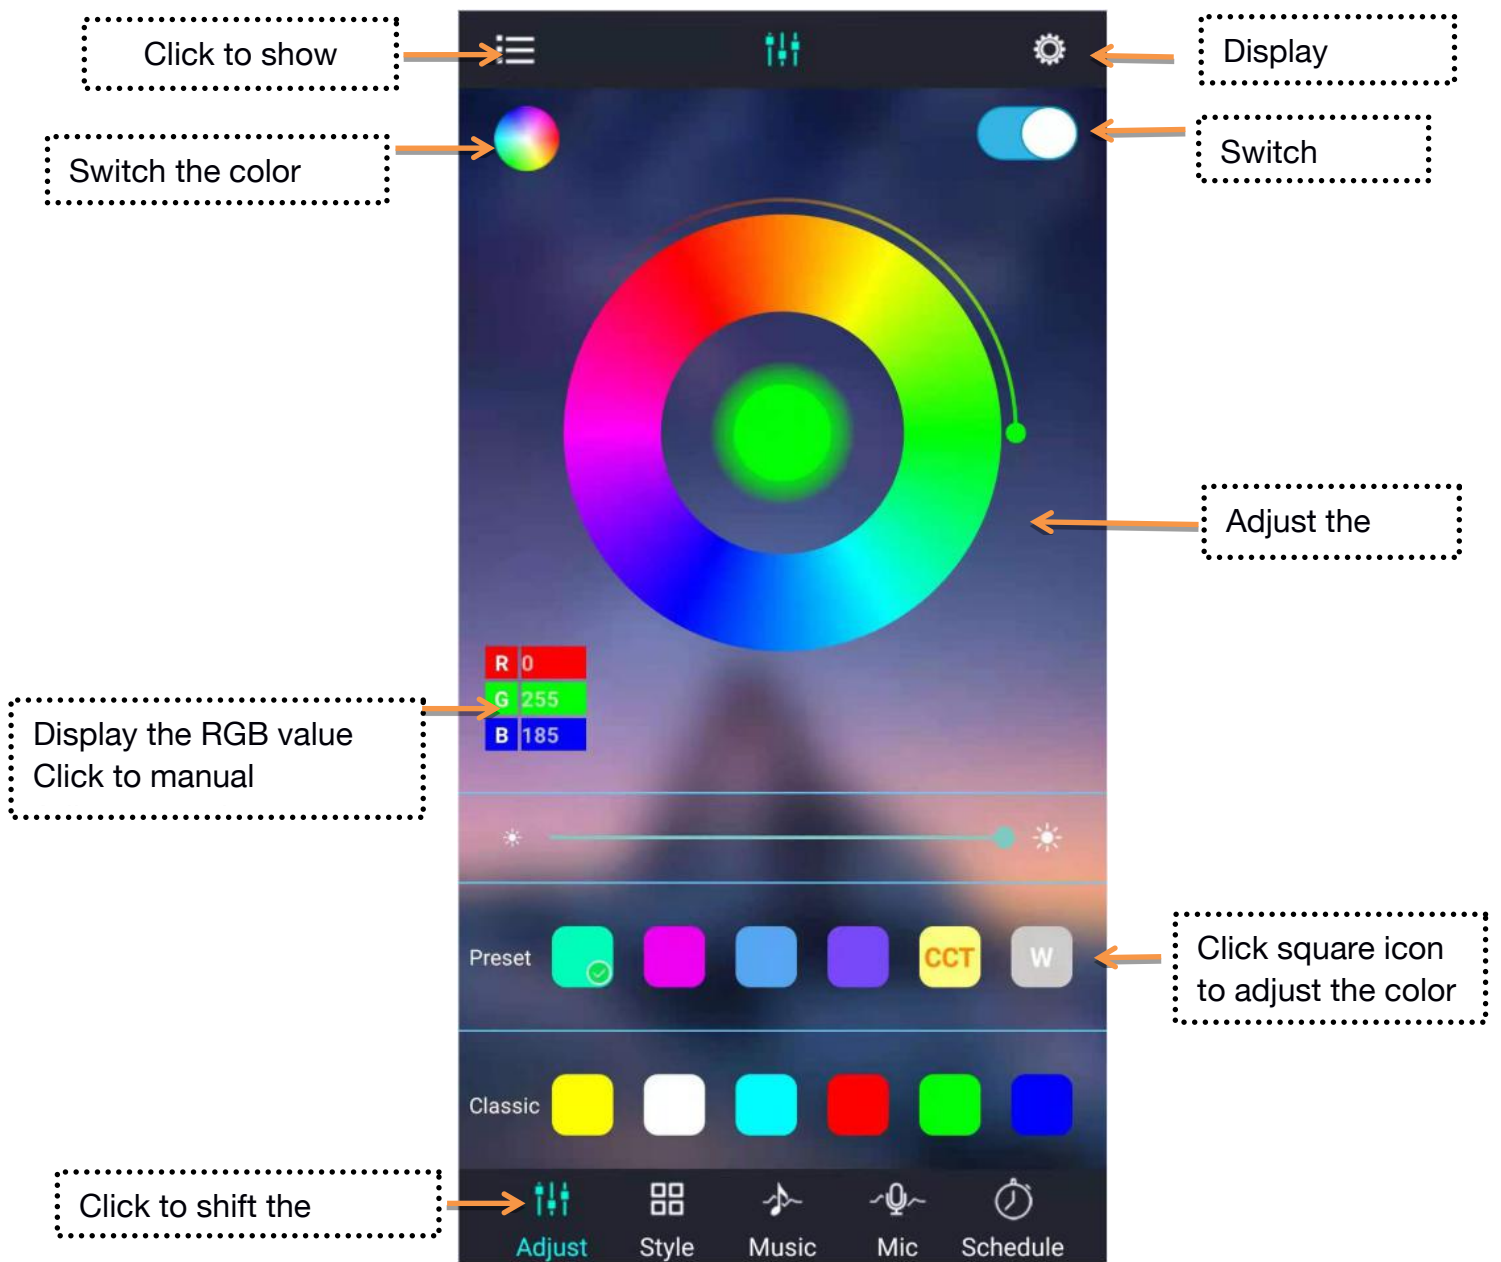 Click to show
Display
Switch the color
Switch
Adjust the
R 0
G 255
B 185
Display the RGB value
Click to manual
Preset CCT W
Click square icon
to adjust the color
Classic
Click to shift the
Adjust Style Music Mic Schedule